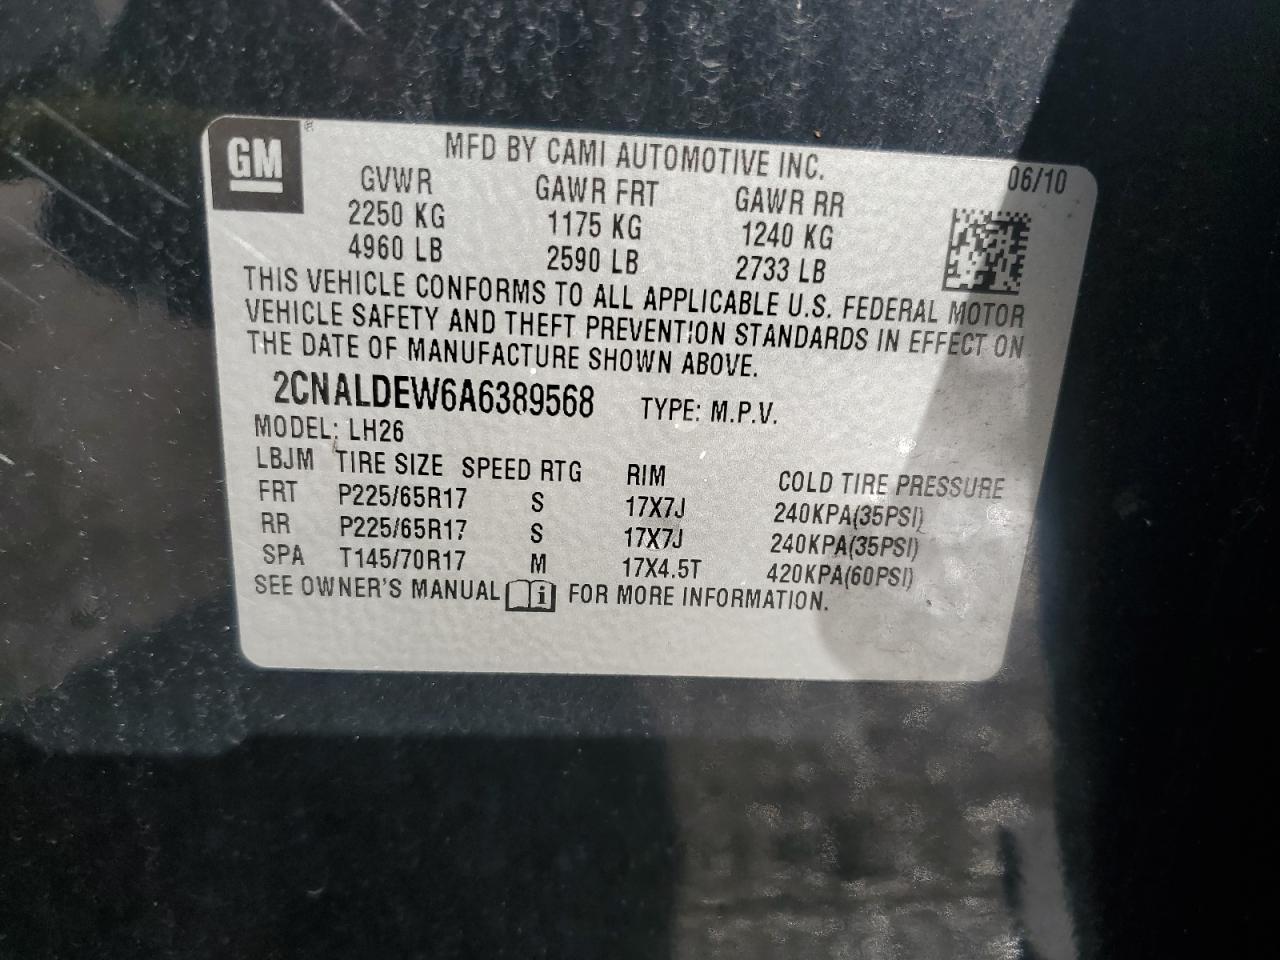 GM ®
MFD BY CAMI AUTOMOTIVE INC. 06/10
GVWR GAWR FRT GAWR RR
2250 KG 1175 KG 1240 KG
4960 LB 2590 LB 2733 LB
THIS VEHICLE CONFORMS TO ALL APPLICABLE U.S. FEDERAL MOTOR
VEHICLE SAFETY AND THEFT PREVENTION STANDARDS IN EFFECT ON
THE DATE OF MANUFACTURE SHOWN ABOVE.
2CNALDEW6A6389568 TYPE: M.P.V.
MODEL: LH26
LBJM TIRE SIZE SPEED RTG RIM COLD TIRE PRESSURE
FRT P225/65R17 S 17X7J 240KPA(35PSI)
RR P225/65R17 S 17X7J 240KPA(35PSI)
SPA T145/70R17 M 17X4.5T 420KPA(60PSI)
SEE OWNER'S MANUAL i FOR MORE INFORMATION.